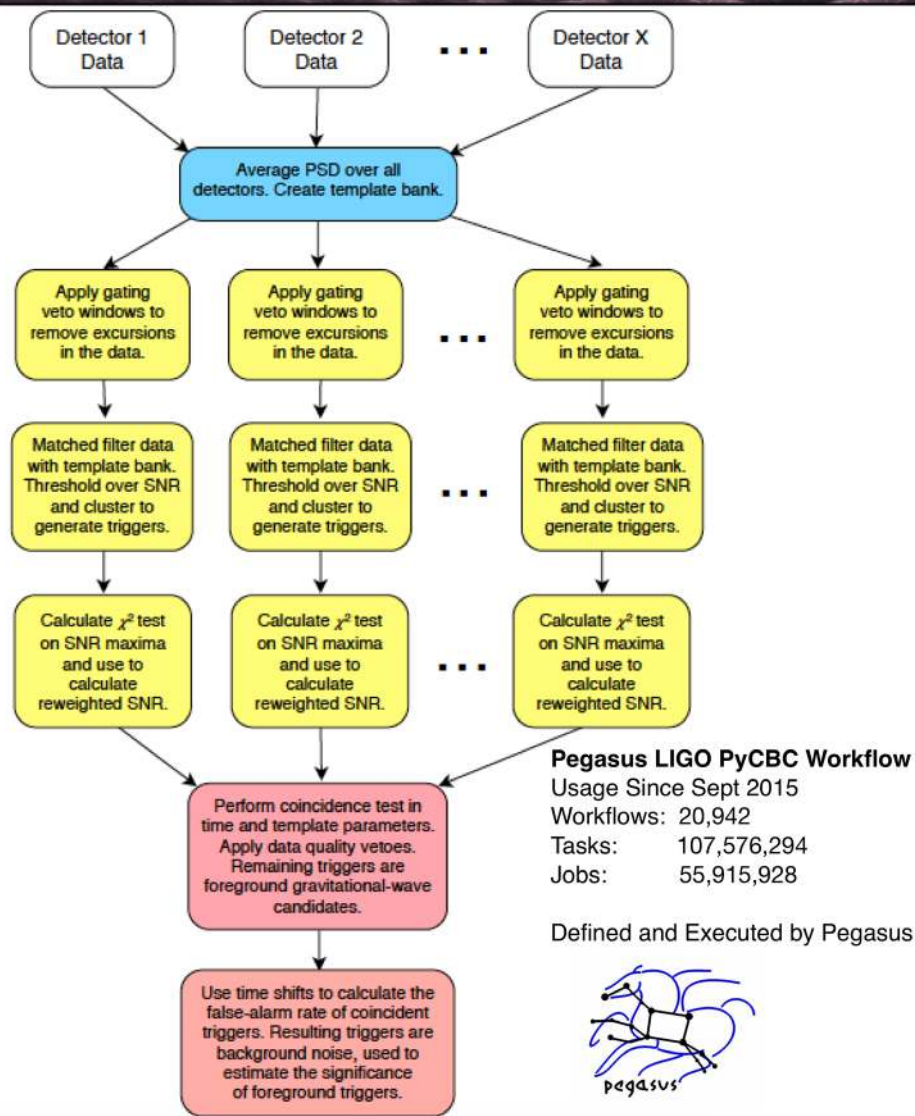 Detector 1
Data
Detector 2
Data
...
Detector X
Data
Average PSD over all
detectors. Create template bank.
Apply gating
veto windows to
remove excursions
in the data.
Apply gating
veto windows to
remove excursions
in the data.
...
Apply gating
veto windows to
remove excursions
in the data.
Matched filter data
with template bank.
Threshold over SNR
and cluster to
generate triggers.
Matched filter data
with template bank.
Threshold over SNR
and cluster to
generate triggers.
...
Matched filter data
with template bank.
Threshold over SNR
and cluster to
generate triggers.
Calculate χ² test
on SNR maxima
and use to
calculate
reweighted SNR.
Calculate χ² test
on SNR maxima
and use to
calculate
reweighted SNR.
...
Calculate χ² test
on SNR maxima
and use to
calculate
reweighted SNR.
Perform coincidence test in
time and template parameters.
Apply data quality vetoes.
Remaining triggers are
foreground gravitational-wave
candidates.
Use time shifts to calculate the
false-alarm rate of coincident
triggers. Resulting triggers are
background noise, used to
estimate the significance
of foreground triggers.
Pegasus LIGO PyCBC Workflow
Usage Since Sept 2015
Workflows: 20,942
Tasks: 107,576,294
Jobs: 55,915,928
Defined and Executed by Pegasus
pegasus